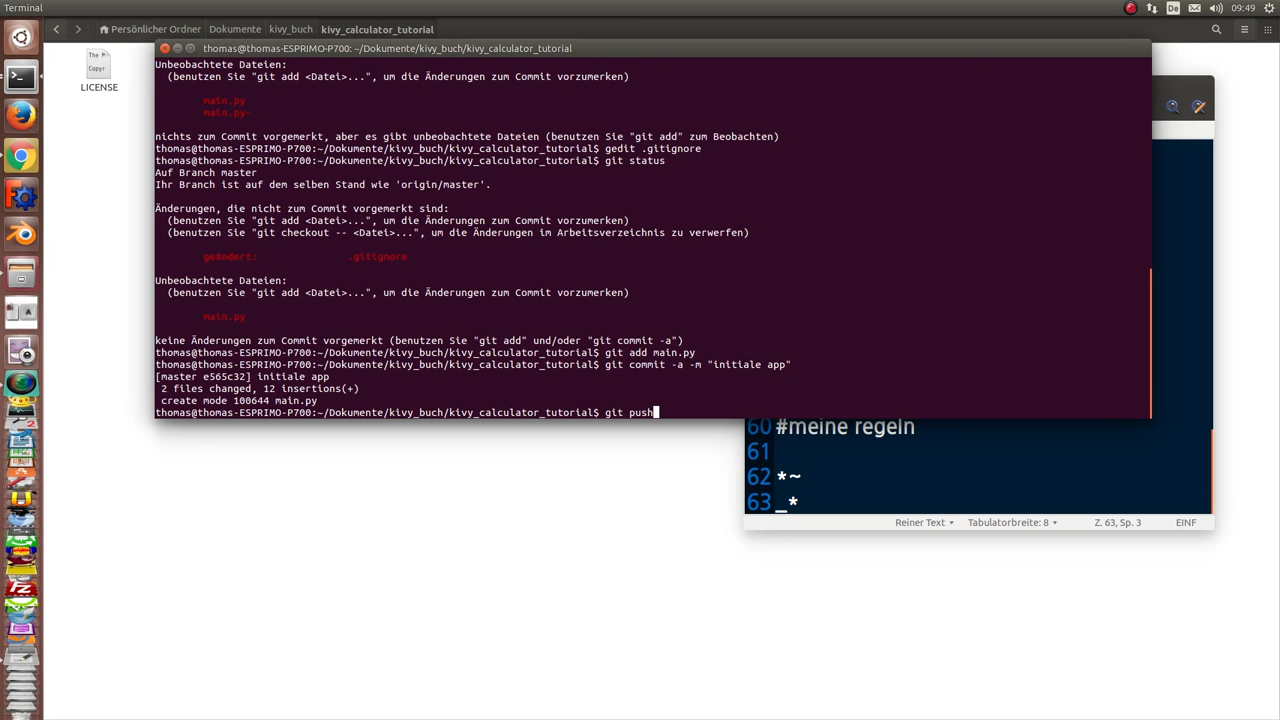 Terminal
De
09:49
Persönlicher Ordner
Dokumente
kivy_buch
kivy_calculator_tutorial
LICENSE
thomas@thomas-ESPRIMO-P700: ~/Dokumente/kivy_buch/kivy_calculator_tutorial
Unbeobachtete Dateien:
(benutzen Sie "git add <Datei>...", um die Änderungen zum Commit vorzumerken)
main.py
main.py~
nichts zum Commit vorgemerkt, aber es gibt unbeobachtete Dateien (benutzen Sie "git add" zum Beobachten)
thomas@thomas-ESPRIMO-P700:~/Dokumente/kivy_buch/kivy_calculator_tutorial$ gedit .gitignore
thomas@thomas-ESPRIMO-P700:~/Dokumente/kivy_buch/kivy_calculator_tutorial$ git status
Auf Branch master
Ihr Branch ist auf dem selben Stand wie 'origin/master'.
Änderungen, die nicht zum Commit vorgemerkt sind:
(benutzen Sie "git add <Datei>...", um die Änderungen zum Commit vorzumerken)
(benutzen Sie "git checkout -- <Datei>...", um die Änderungen im Arbeitsverzeichnis zu verwerfen)
geändert: .gitignore
Unbeobachtete Dateien:
(benutzen Sie "git add <Datei>...", um die Änderungen zum Commit vorzumerken)
main.py
keine Änderungen zum Commit vorgemerkt (benutzen Sie "git add" und/oder "git commit -a")
thomas@thomas-ESPRIMO-P700:~/Dokumente/kivy_buch/kivy_calculator_tutorial$ git add main.py
thomas@thomas-ESPRIMO-P700:~/Dokumente/kivy_buch/kivy_calculator_tutorial$ git commit -a -m "initiale app"
[master e565c32] initiale app
2 files changed, 12 insertions(+)
create mode 100644 main.py
thomas@thomas-ESPRIMO-P700:~/Dokumente/kivy_buch/kivy_calculator_tutorial$ git push
60 #meine regeln
61
62 *~
63 _*
Reiner Text
Tabulatorbreite: 8
Z. 63, Sp. 3
EINF